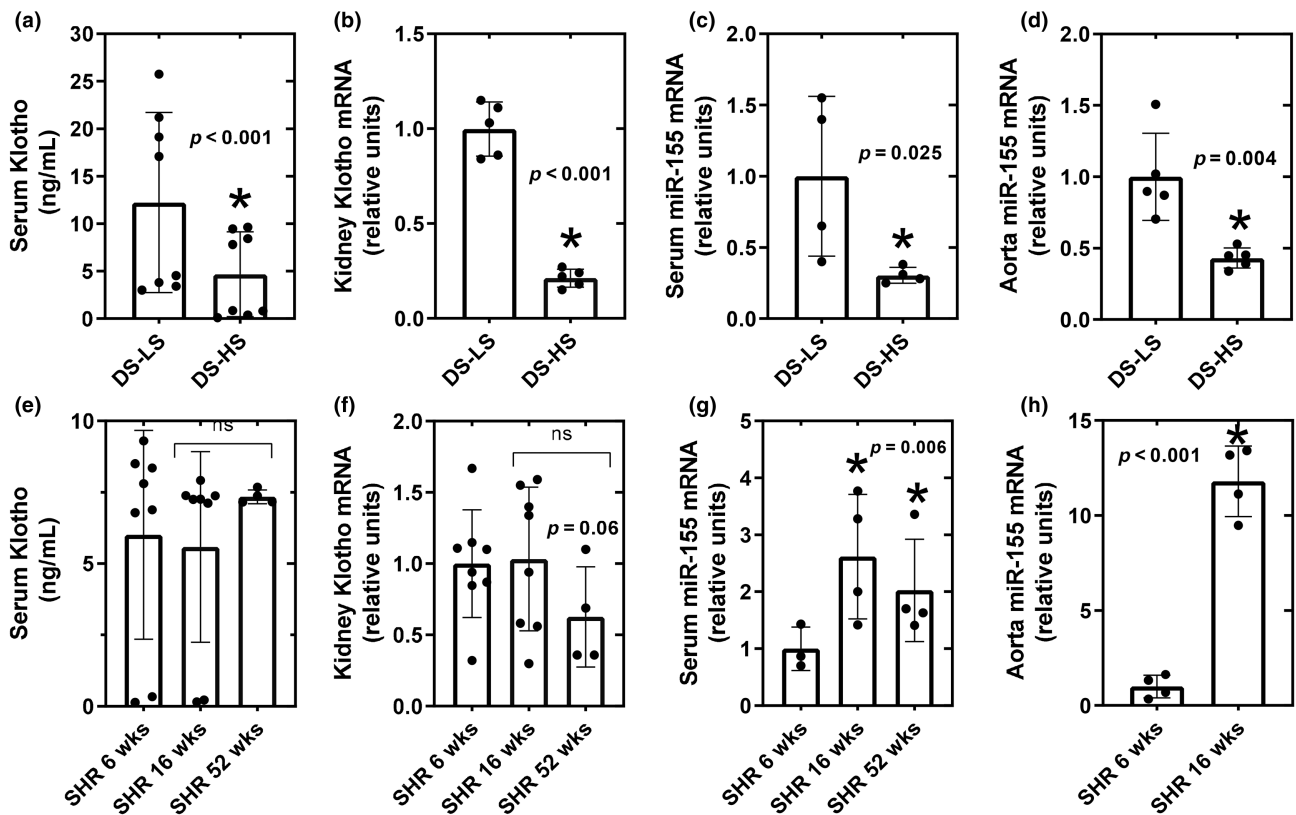 (a)
Serum Klotho
(ng/mL)
30
25
20
15
10
5
0
p < 0.001
*
DS-LS
DS-HS
(b)
Kidney Klotho mRNA
(relative units)
1.5
1.0
0.5
0.0
p < 0.001
*
DS-LS
DS-HS
(c)
Serum miR-155 mRNA
(relative units)
2.0
1.5
1.0
0.5
0.0
p = 0.025
*
DS-LS
DS-HS
(d)
Aorta miR-155 mRNA
(relative units)
2.0
1.5
1.0
0.5
0.0
p = 0.004
*
DS-LS
DS-HS
(e)
Serum Klotho
(ng/mL)
10
5
0
ns
SHR 6 wks
SHR 16 wks
SHR 52 wks
(f)
Kidney Klotho mRNA
(relative units)
2.0
1.5
1.0
0.5
0.0
ns
p = 0.06
SHR 6 wks
SHR 16 wks
SHR 52 wks
(g)
Serum miR-155 mRNA
(relative units)
5
4
3
2
1
0
p = 0.006
*
*
SHR 6 wks
SHR 16 wks
SHR 52 wks
(h)
Aorta miR-155 mRNA
(relative units)
15
10
5
0
p < 0.001
*
SHR 6 wks
SHR 16 wks